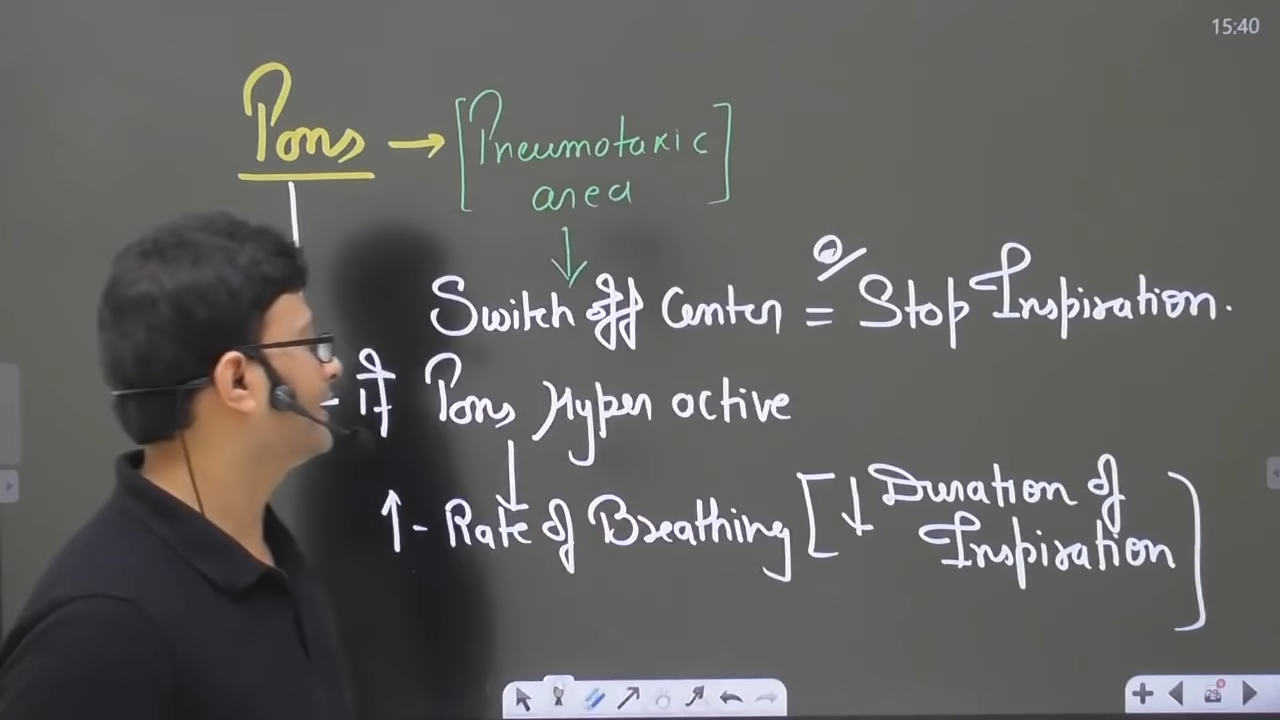 15:40
Pons → [Pneumotaxic
area]
↓
Switch off Center = Stop Inspiration.
- if Pons Hyper active
↓
↑ - Rate of Breathing [↓ Duration of
Inspiration]